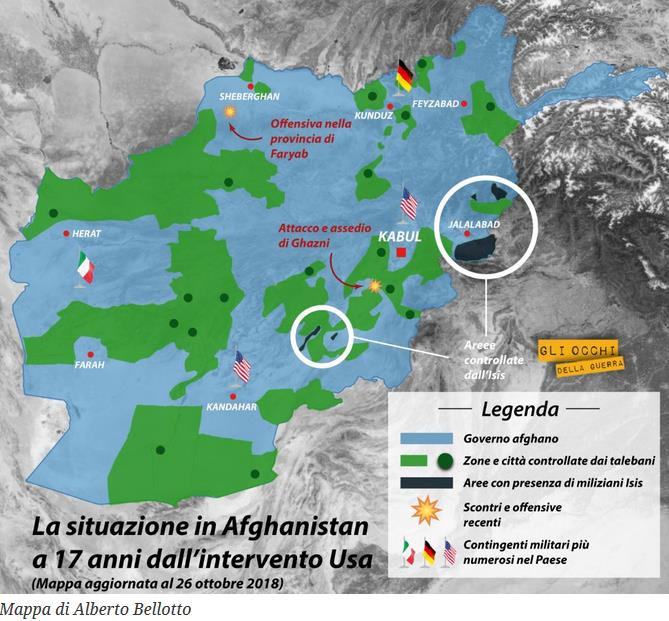 SHEBERGHAN
Offensiva nella
provincia di
Faryab
KUNDUZ
FEYZABAD
Attacco e assedio
di Ghazni
KABUL
JALALABAD
HERAT
FARAH
KANDAHAR
Areee
controllate
dall'Isis
GLI OCCHI
DELLA GUERRA
Legenda
Governo afghano
Zone e città controllate dai talebani
Aree con presenza di miliziani Isis
Scontri e offensive
recenti
Contingenti militari più
numerosi nel Paese
La situazione in Afghanistan
a 17 anni dall'intervento Usa
(Mappa aggiornata al 26 ottobre 2018)
Mappa di Alberto Bellotto